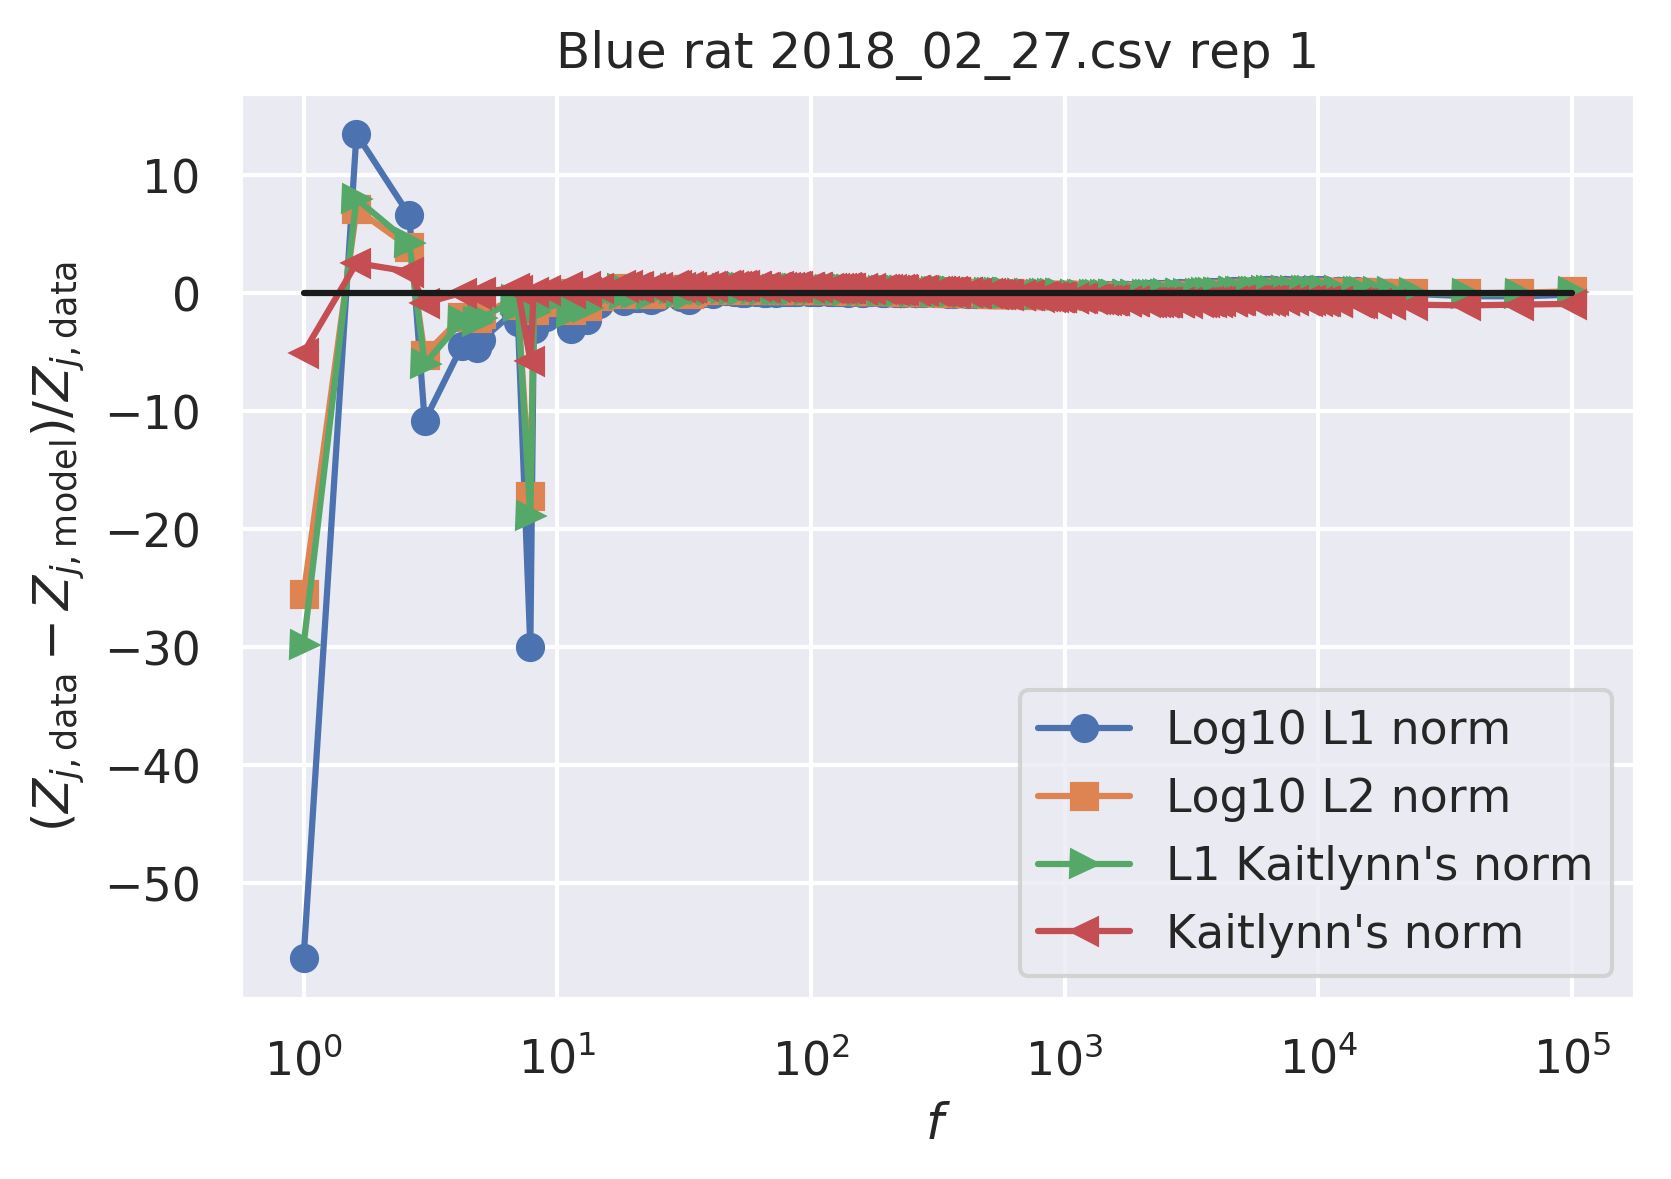 Blue rat 2018_02_27.csv rep 1
(Z_{j, data} − Z_{j, model})/Z_{j, data}
10
0
−10
−20
−30
−40
−50
Log10 L1 norm
Log10 L2 norm
L1 Kaitlynn's norm
Kaitlynn's norm
10^0 10^1 10^2 10^3 10^4 10^5
f